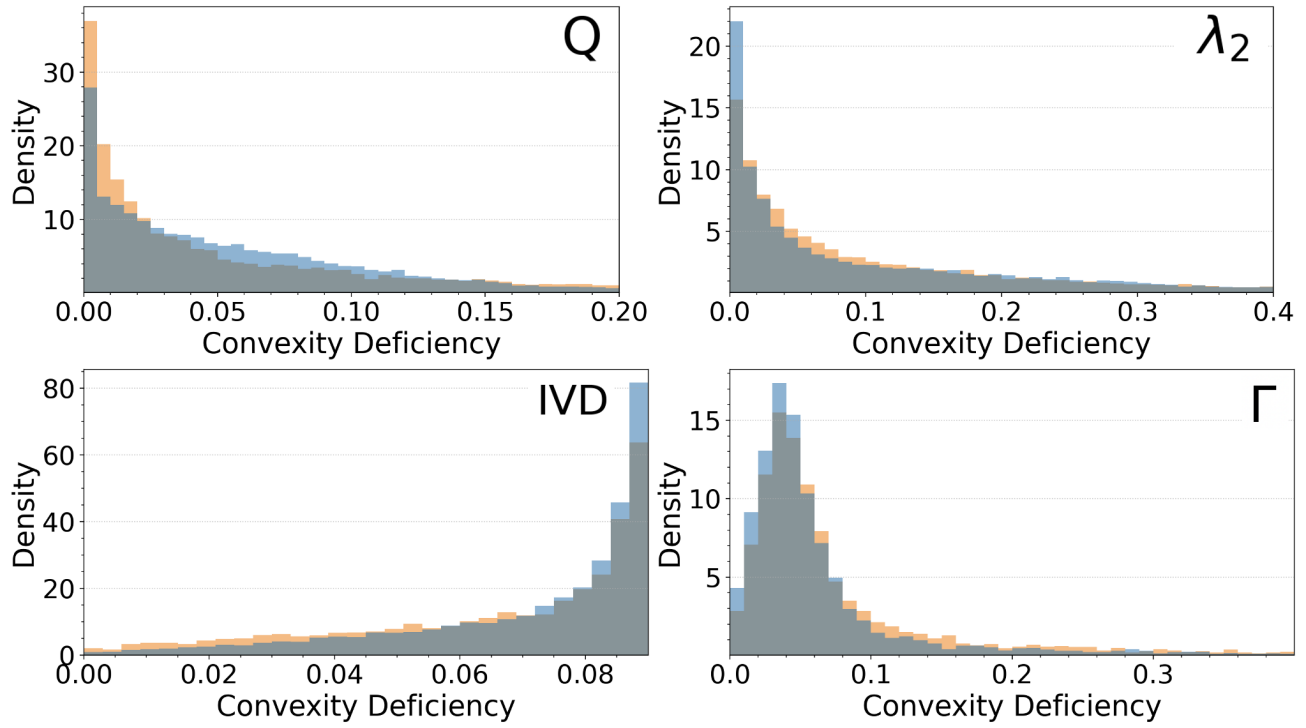 Q
Density
30
20
10
0.00 0.05 0.10 0.15 0.20
Convexity Deficiency
λ₂
Density
20
15
10
5
0.0 0.1 0.2 0.3 0.4
Convexity Deficiency
IVD
Density
80
60
40
20
0
0.00 0.02 0.04 0.06 0.08
Convexity Deficiency
Γ
Density
15
10
5
0.0 0.1 0.2 0.3
Convexity Deficiency